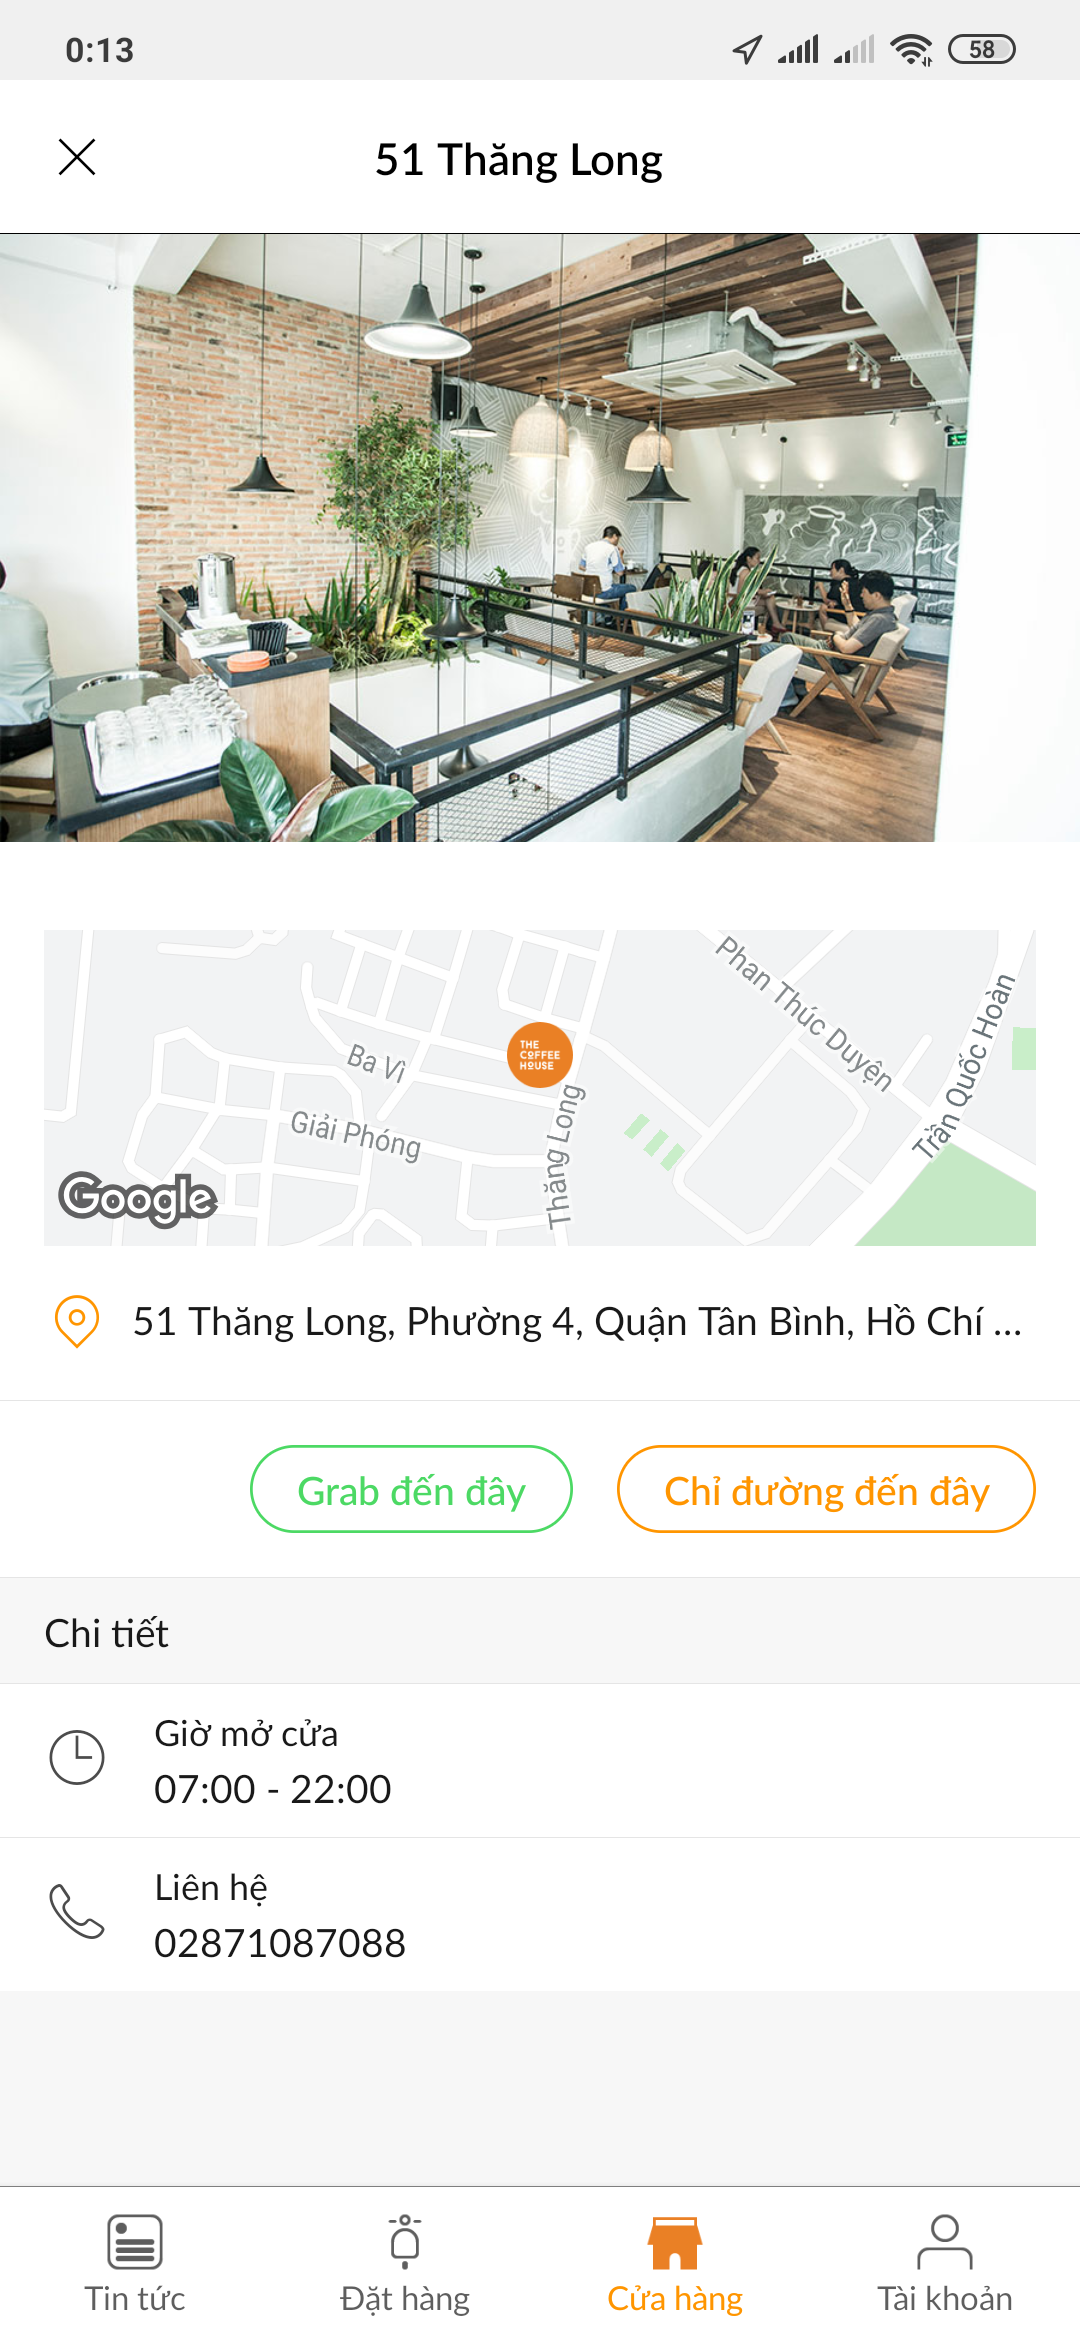 0:13
58
51 Thăng Long
Phan Thúc Duyện
Trần Quốc Hoàn
THE
COFFEE
HOUSE
Ba Vì
Giải Phóng
Thăng Long
Google
51 Thăng Long, Phường 4, Quận Tân Bình, Hồ Chí ...
Grab đến đây
Chỉ đường đến đây
Chi tiết
Giờ mở cửa
07:00 - 22:00
Liên hệ
02871087088
Tin tức
Đặt hàng
Cửa hàng
Tài khoản